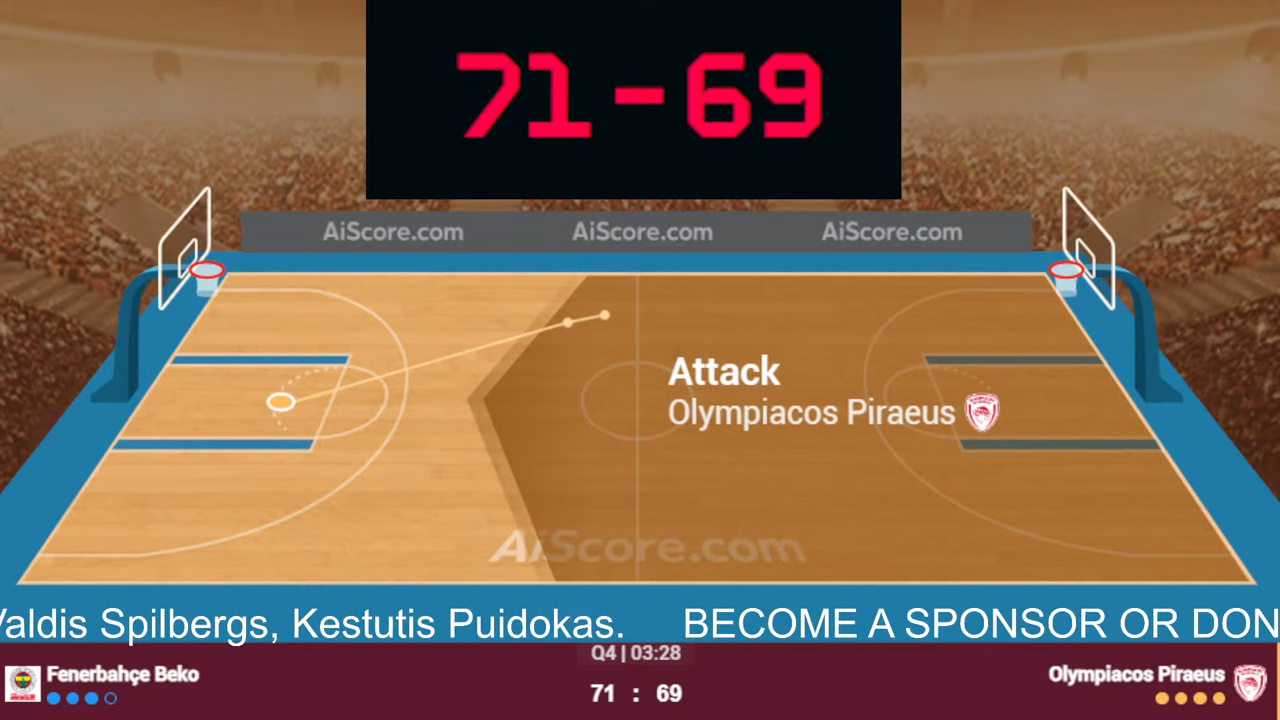 71-69
AiScore.com AiScore.com AiScore.com
Attack
Olympiacos Piraeus
AiScore.com
Valdis Spilbergs, Kestutis Puidokas. BECOME A SPONSOR OR DON
Q4 | 03:28
Fenerbahçe Beko
71 : 69
Olympiacos Piraeus